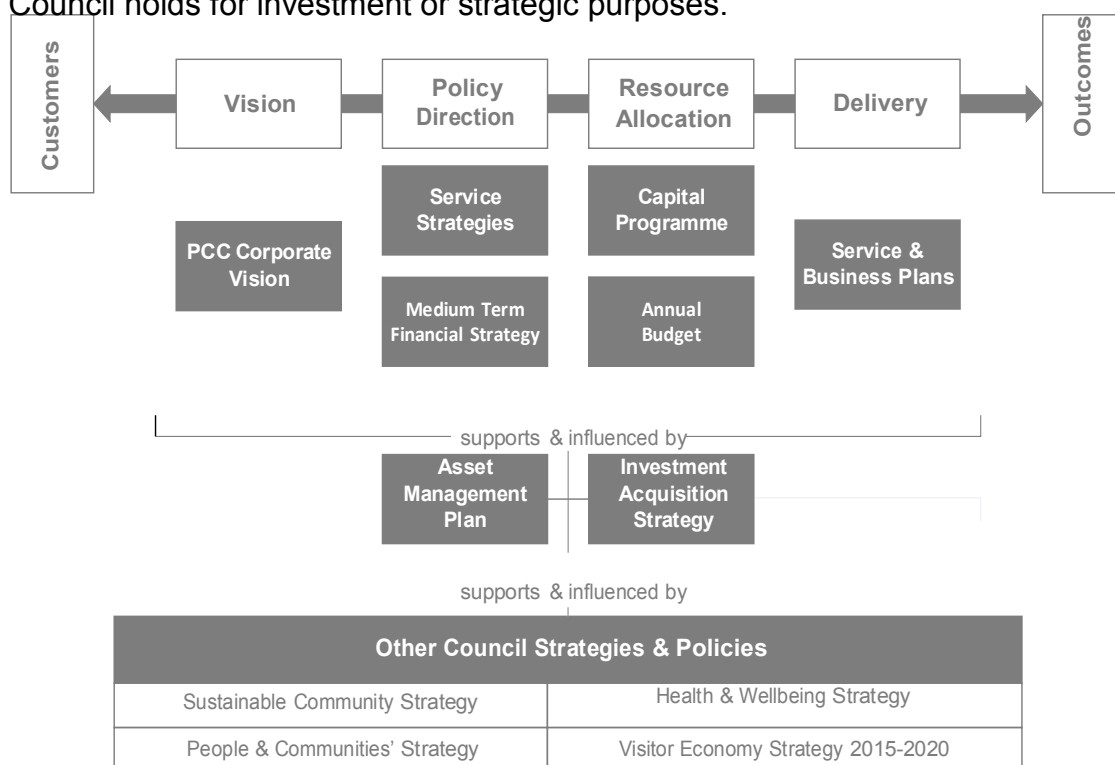 Council holds for investment or strategic purposes.
Customers
Vision
Policy
Direction
Resource
Allocation
Delivery
Outcomes
PCC Corporate
Vision
Service
Strategies
Medium Term
Financial Strategy
Capital
Programme
Annual
Budget
Service &
Business Plans
supports & influenced by
Asset
Management
Plan
Investment
Acquisition
Strategy
supports & influenced by
Other Council Strategies & Policies
Sustainable Community Strategy
Health & Wellbeing Strategy
People & Communities’ Strategy
Visitor Economy Strategy 2015-2020